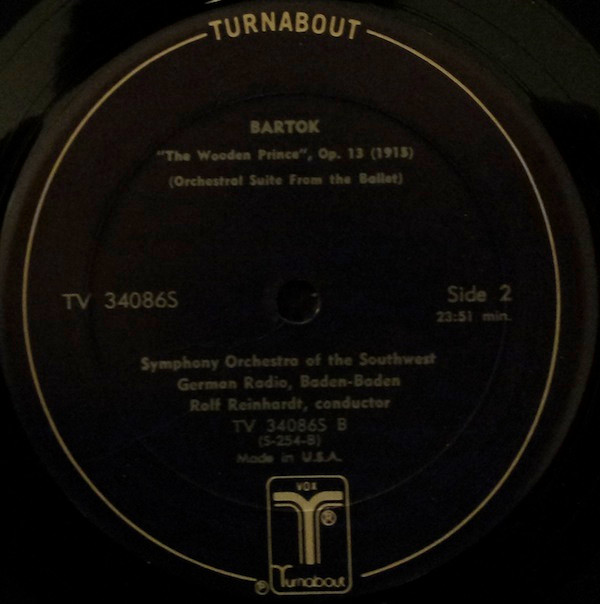 TURNABOUT
BARTOK
"The Wooden Prince", Op. 13 (1915)
(Orchestral Suite From the Ballet)
TV 34086S
Side 2
23:51 min.
Symphony Orchestra of the Southwest
German Radio, Baden-Baden
Rolf Reinhardt, conductor
TV 34086S B
(S-254-B)
Made in U.S.A.
VOX
T®
℗ Turnabout